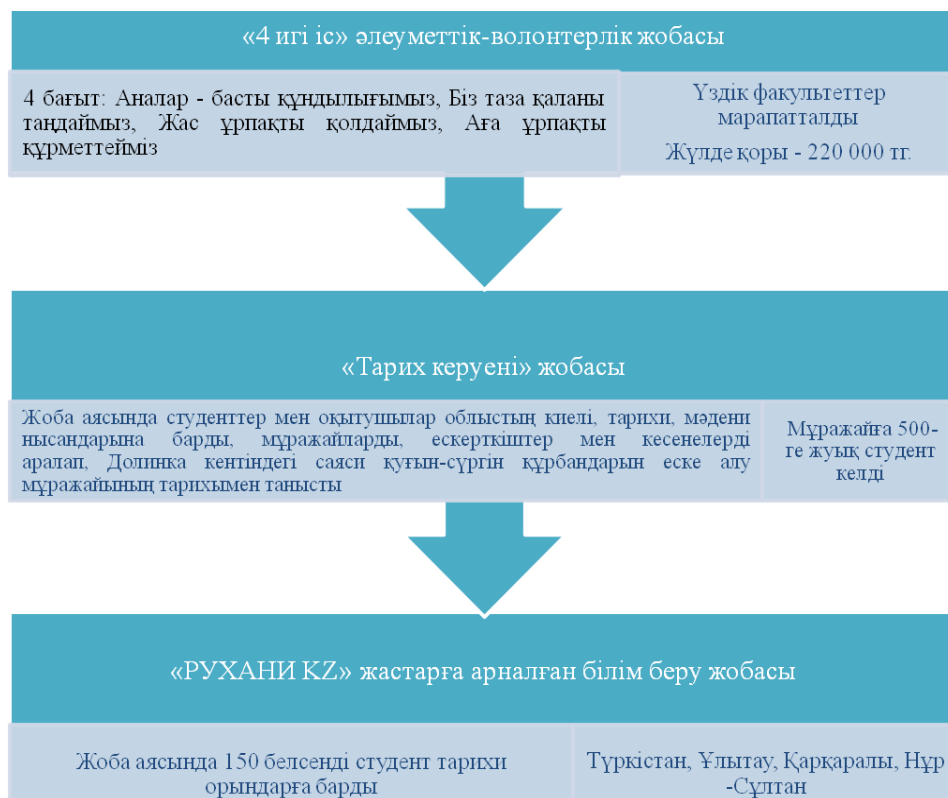 «4 игі іс» әлеуметтік-волонтерлік жобасы
4 бағыт: Аналар - басты құндылығымыз, Біз таза қаланы
таңдаймыз, Жас ұрпақты қолдаймыз, Аға ұрпақты
құрметтейміз
Үздік факультеттер
марапатталды
Жүлде қоры - 220 000 тг.
«Тарих керуені» жобасы
Жоба аясында студенттер мен оқытушылар облыстың киелі, тарихи, мәдени
нысандарына барды, мұражайларды, ескерткіштер мен кесенелерді
аралап, Долинка кентіндегі саяси қуғын-сүргін құрбандарын еске алу
мұражайының тарихымен танысты
Мұражайға 500-
ге жуық студент
келді
«РУХАНИ KZ» жастарға арналған білім беру жобасы
Жоба аясында 150 белсенді студент тарихи
орындарға барды
Түркістан, Ұлытау, Қарқаралы, Нұр
-Сұлтан